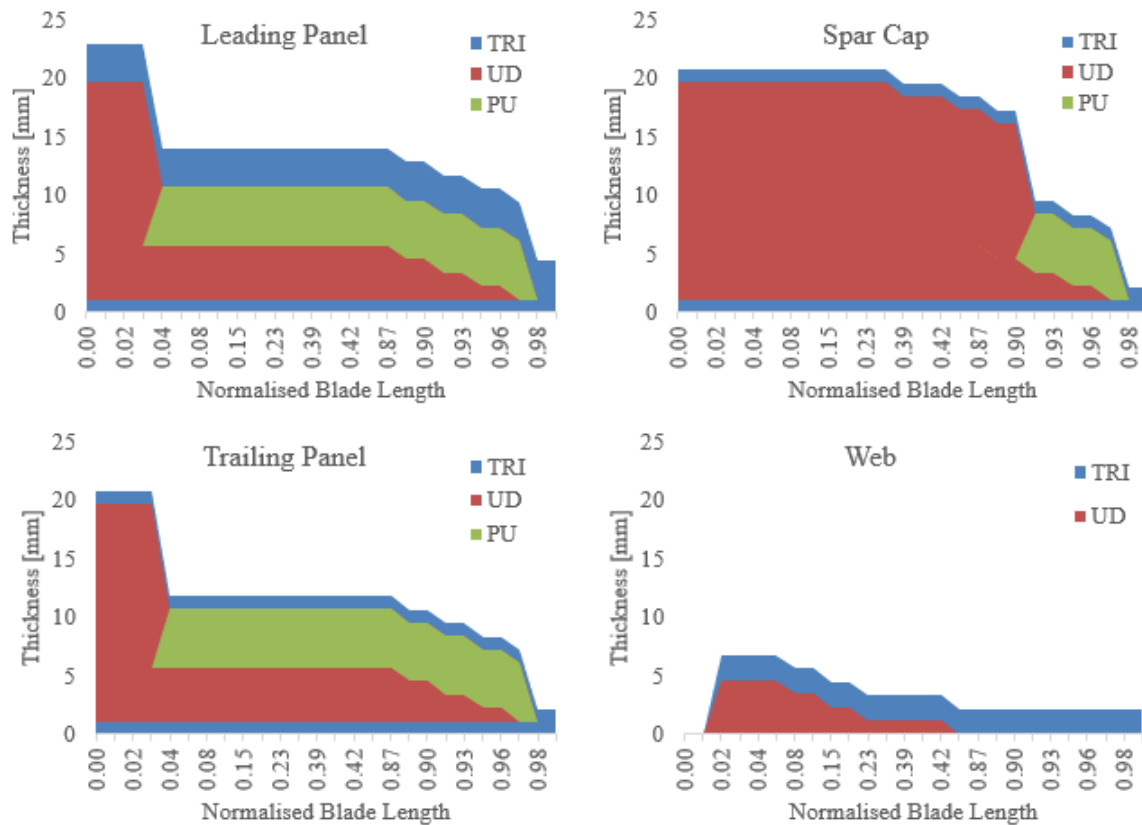 Leading Panel
TRI
UD
PU
Thickness [mm]
25
20
15
10
5
0
0.00 0.02 0.04 0.08 0.15 0.23 0.39 0.42 0.87 0.90 0.93 0.96 0.98
Normalised Blade Length
Spar Cap
TRI
UD
PU
Thickness [mm]
25
20
15
10
5
0
0.00 0.02 0.04 0.08 0.15 0.23 0.39 0.42 0.87 0.90 0.93 0.96 0.98
Normalised Blade Length
Trailing Panel
TRI
UD
PU
Thickness [mm]
25
20
15
10
5
0
0.00 0.02 0.04 0.08 0.15 0.23 0.39 0.42 0.87 0.90 0.93 0.96 0.98
Normalised Blade Length
Web
TRI
UD
Thickness [mm]
25
20
15
10
5
0
0.00 0.02 0.04 0.08 0.15 0.23 0.39 0.42 0.87 0.90 0.93 0.96 0.98
Normalised Blade Length